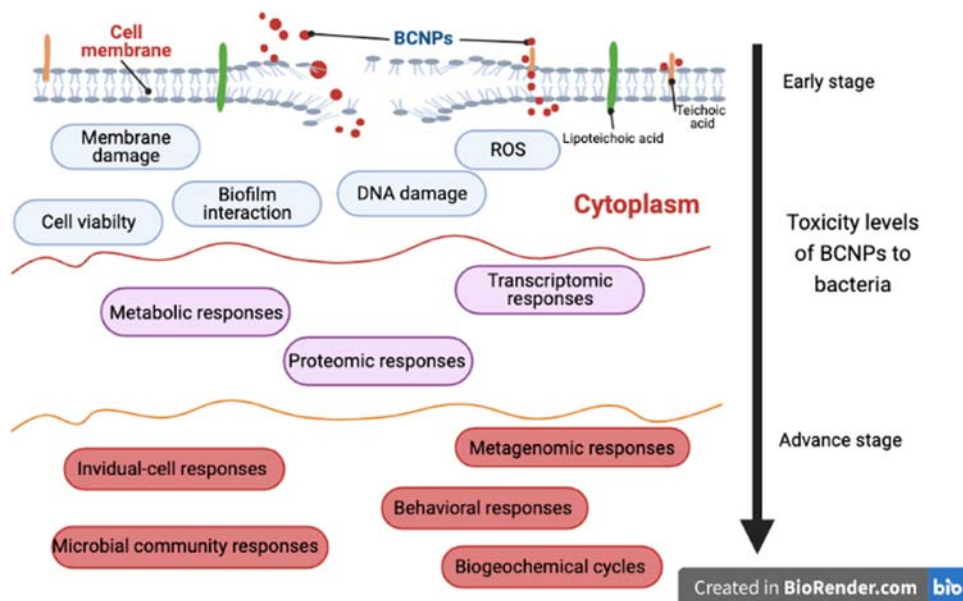 Cell
membrane
BCNPs
Early stage
Teichoic
acid
Lipoteichoic acid
Membrane
damage
ROS
Biofilm
interaction
DNA damage
Cell viabilty
Cytoplasm
Toxicity levels
of BCNPs to
bacteria
Transcriptomic
responses
Metabolic responses
Proteomic responses
Advance stage
Metagenomic responses
Invidual-cell responses
Behavioral responses
Microbial community responses
Biogeochemical cycles
Created in BioRender.com bio